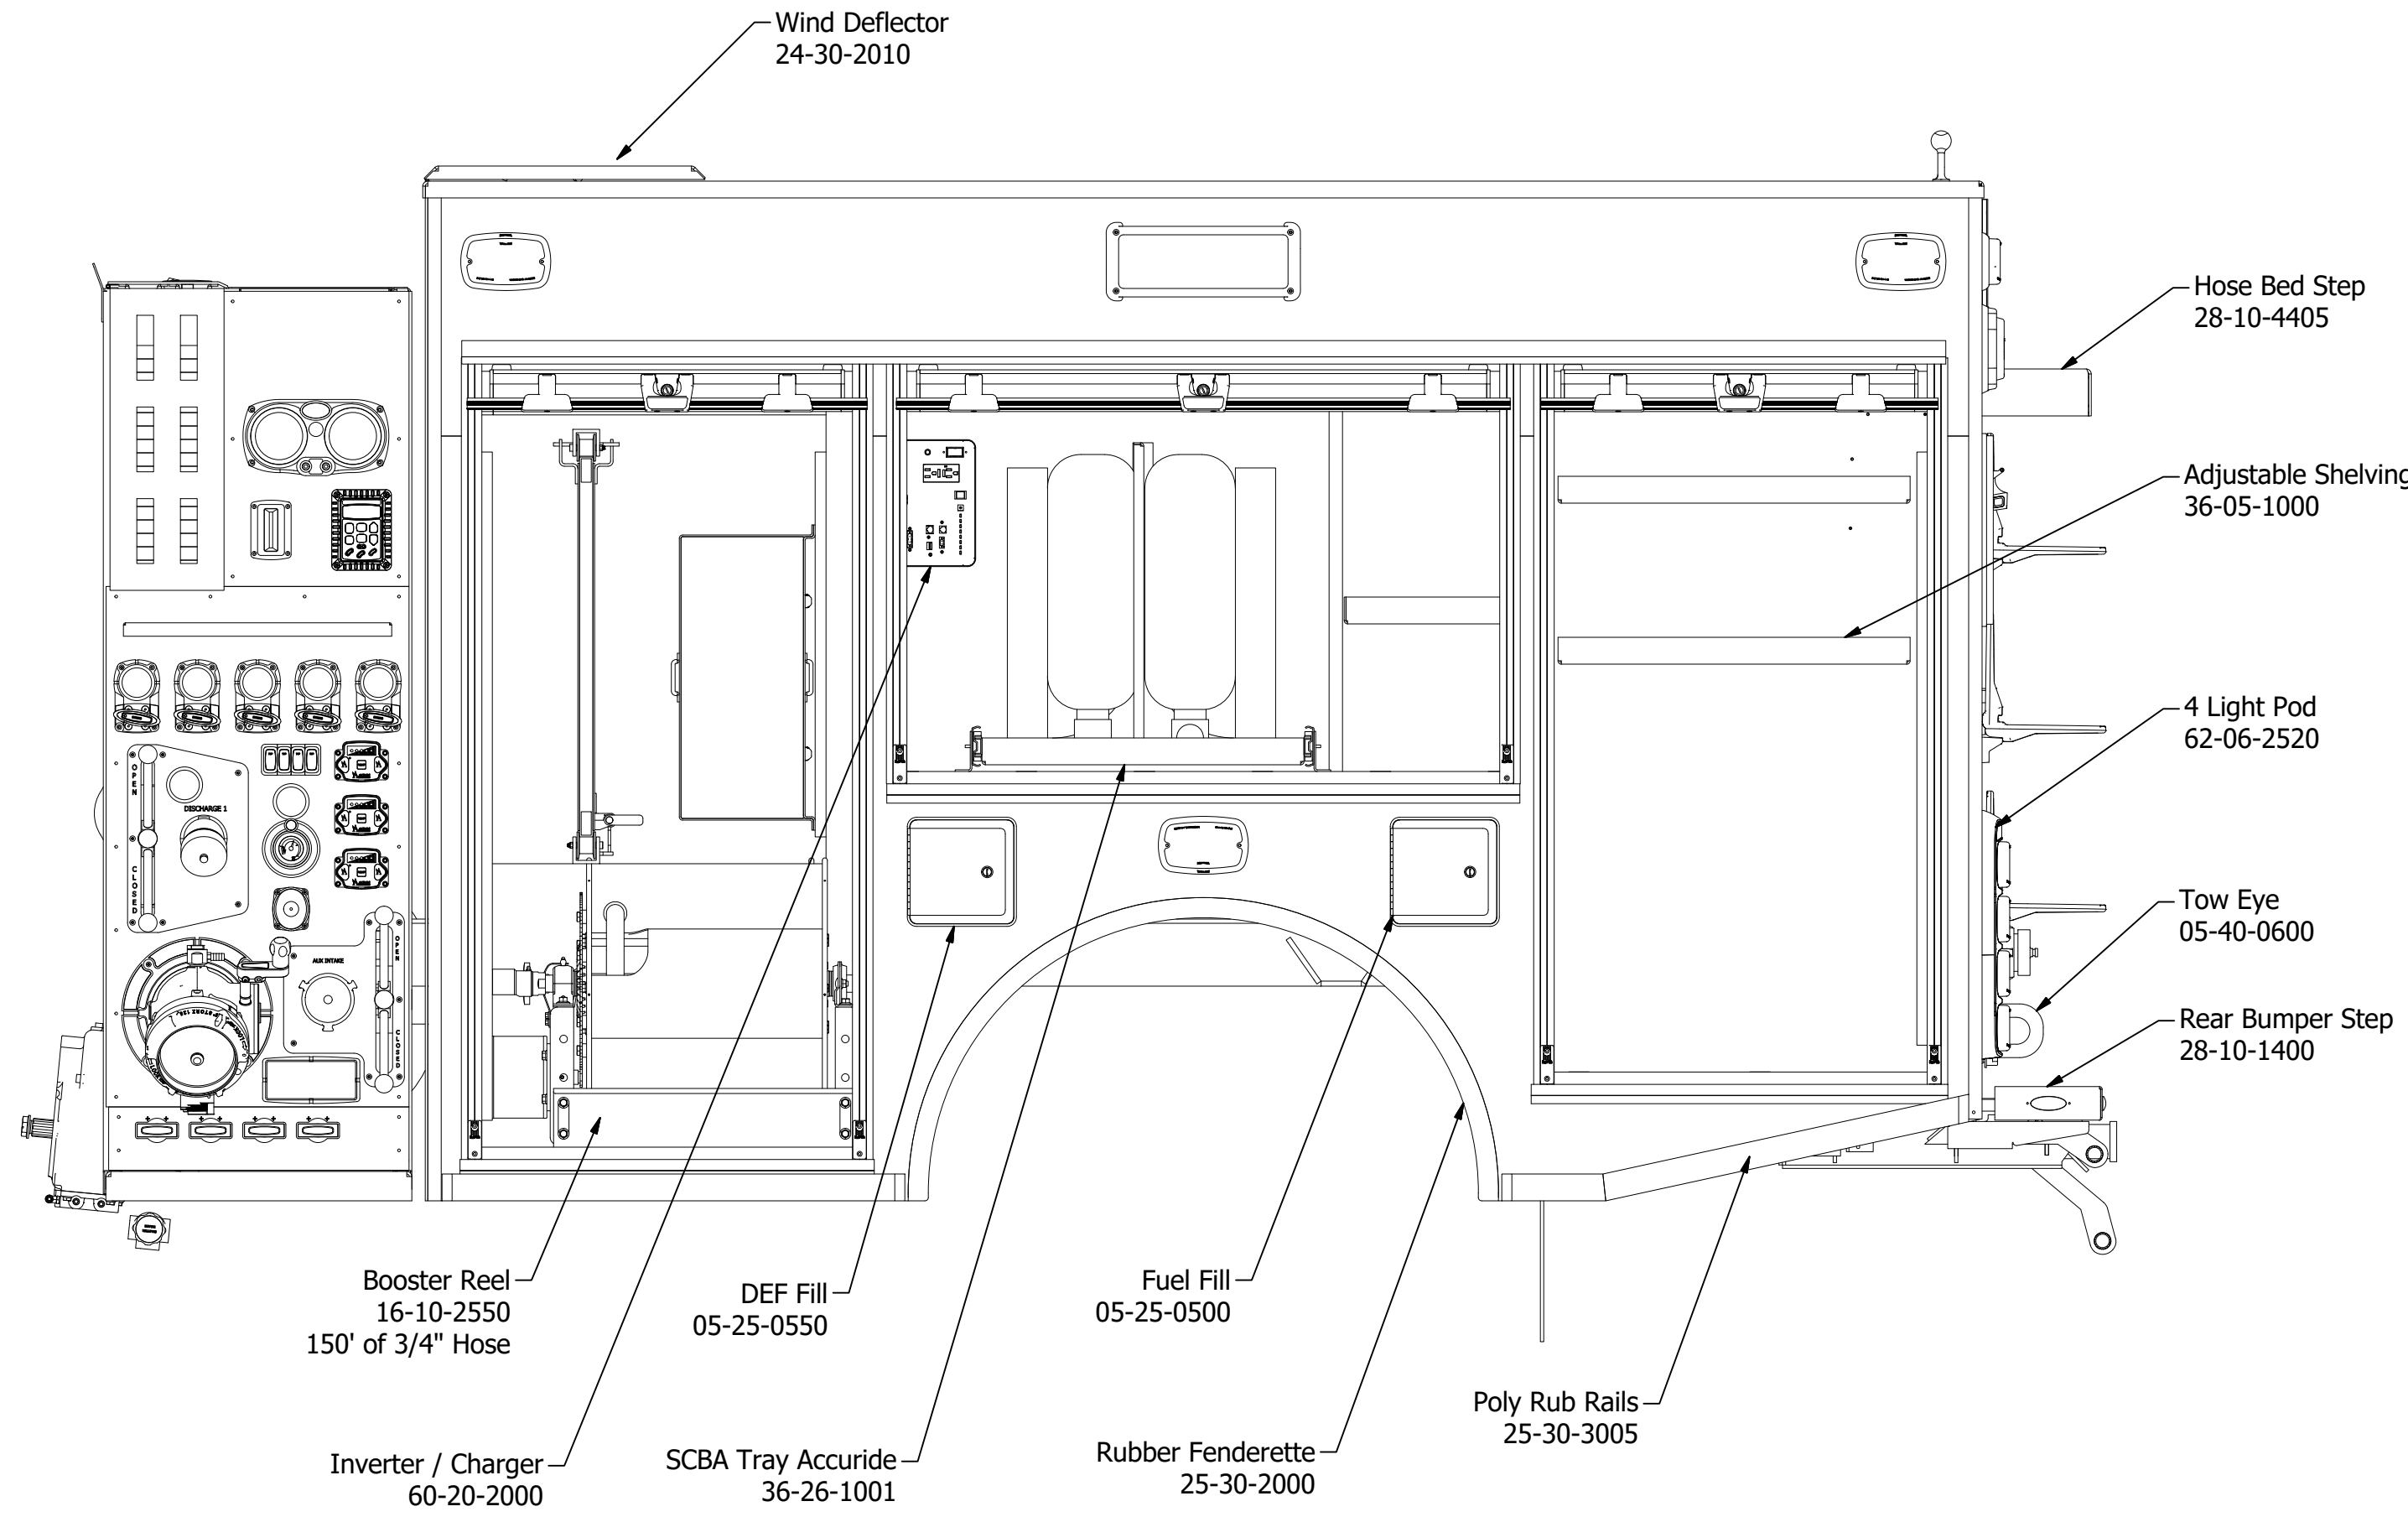 Wind Deflector
24-30-2010
Hose Bed Step
28-10-4405
Adjustable Shelving
36-05-1000
4 Light Pod
62-06-2520
OPEN
DISCHARGE 1
CLOSED
Tow Eye
05-40-0600
OPEN
AUX INTAKE
CLOSED
Rear Bumper Step
28-10-1400
Booster Reel
16-10-2550
150' of 3/4" Hose
DEF Fill
05-25-0550
Fuel Fill
05-25-0500
Poly Rub Rails
25-30-3005
Inverter / Charger
60-20-2000
SCBA Tray Accuride
36-26-1001
Rubber Fenderette
25-30-2000